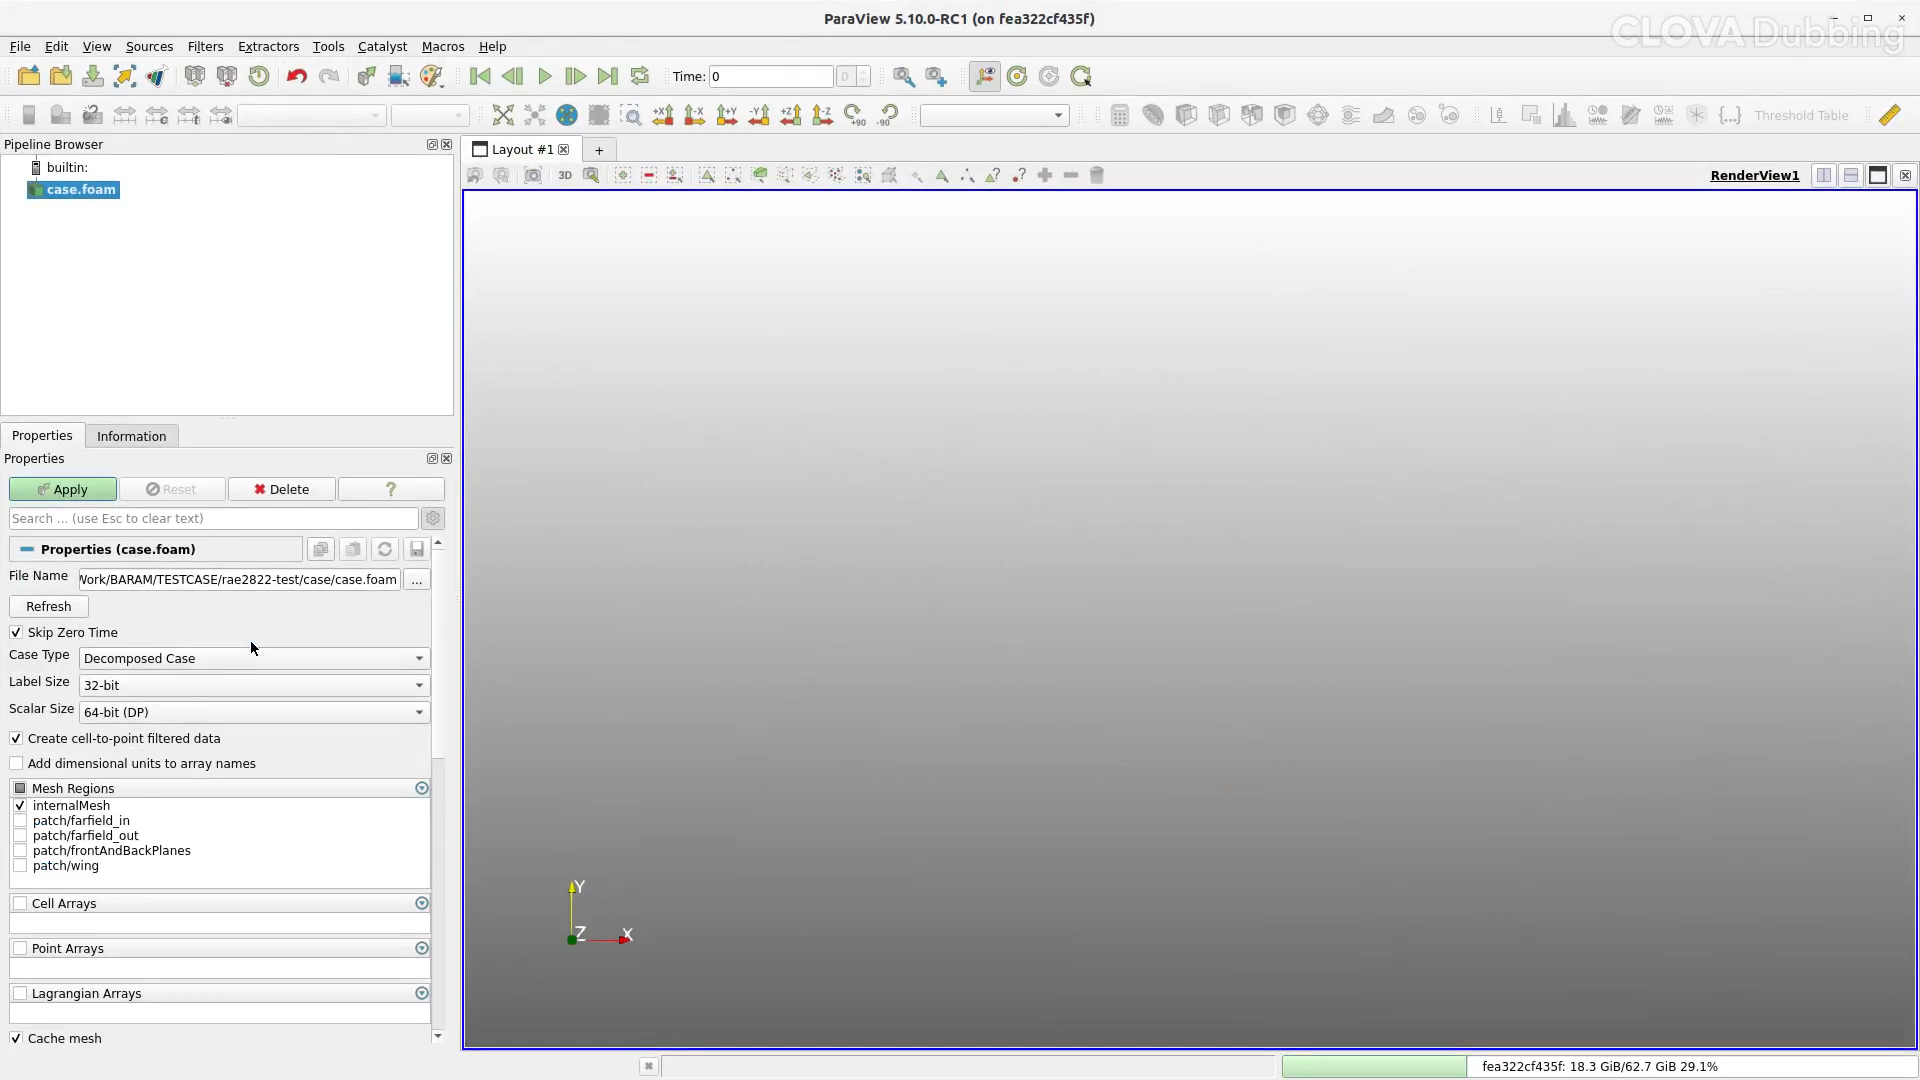 ParaView 5.10.0-RC1 (on fea322cf435f)
CLOVA Dubbing
File Edit View Sources Filters Extractors Tools Catalyst Macros Help
Time: 0 0
+X -X +Y -Y +Z -Z +90 -90 Threshold Table
Pipeline Browser
builtin:
case.foam
Layout #1 +
3D
RenderView1
Properties Information
Properties
Apply Reset Delete ?
Search ... (use Esc to clear text)
Properties (case.foam)
File Name Work/BARAM/TESTCASE/rae2822-test/case/case.foam ...
Refresh
Skip Zero Time
Case Type Decomposed Case
Label Size 32-bit
Scalar Size 64-bit (DP)
Create cell-to-point filtered data
Add dimensional units to array names
Mesh Regions
internalMesh
patch/farfield_in
patch/farfield_out
patch/frontAndBackPlanes
patch/wing
Cell Arrays
Point Arrays
Lagrangian Arrays
Cache mesh
Y
Z X
fea322cf435f: 18.3 GiB/62.7 GiB 29.1%